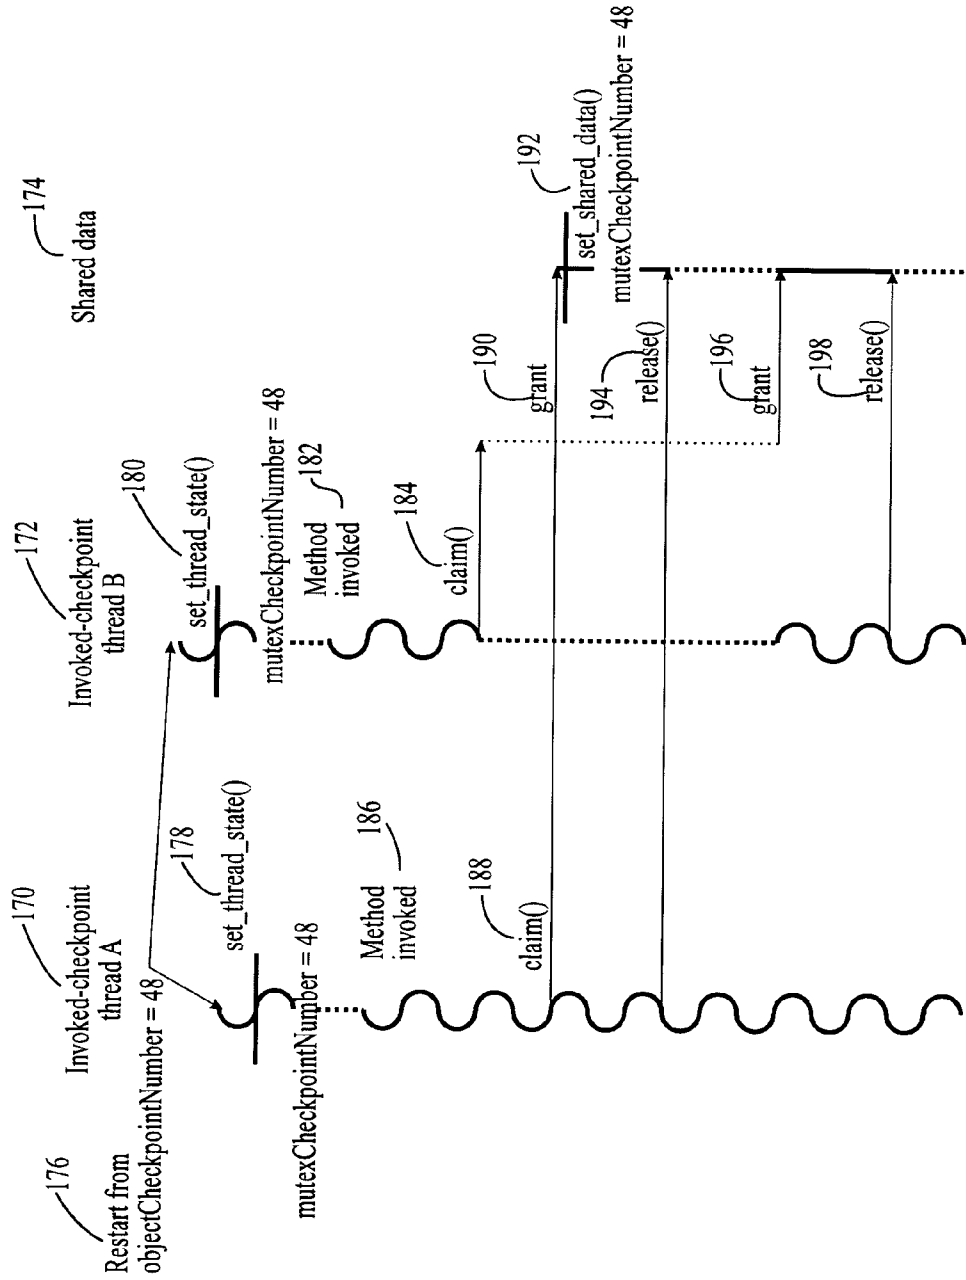 176
Restart from
objectCheckpointNumber = 48
170
Invoked-checkpoint
thread A
172
Invoked-checkpoint
thread B
174
Shared data
180
set_thread_state()
mutexCheckpointNumber = 48
178
set_thread_state()
mutexCheckpointNumber = 48
182
Method
invoked
186
Method
invoked
184
claim()
188
claim()
190
grant
192
set_shared_data()
mutexCheckpointNumber = 48
194
release()
196
grant
198
release()